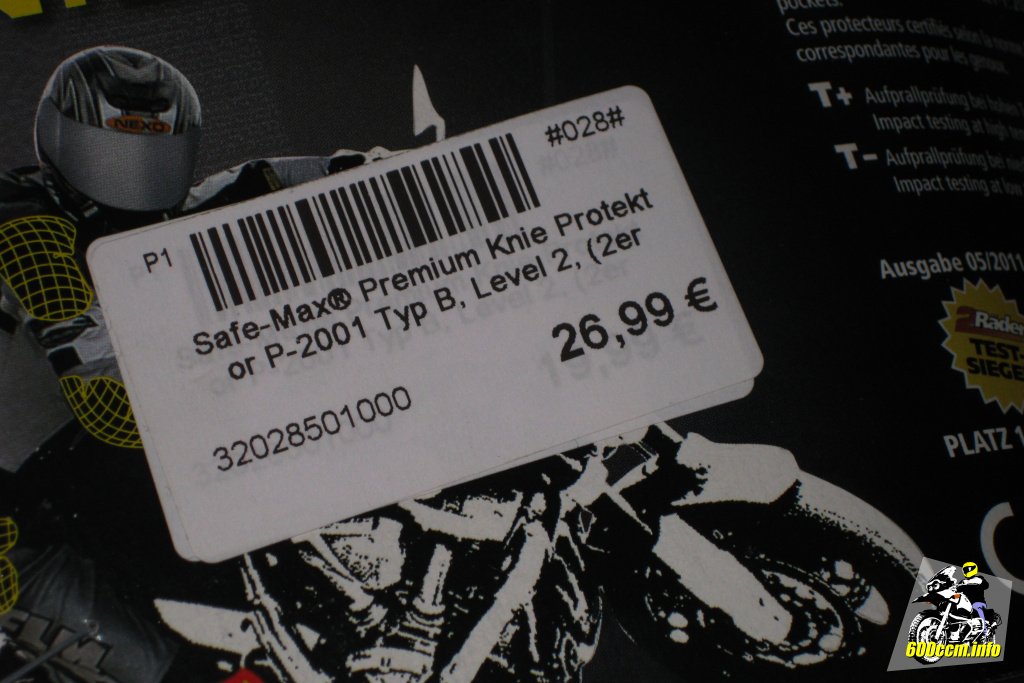 pockets.
Ces protecteurs certifiés selon la norme
correspondantes pour les genoux.
T+ Aufprallprüfung bei hohen
Impact testing at high
T- Aufprallprüfung bei
Impact testing at low
Ausgabe 05/2011
2Räder
TEST-
SIEGE
PLATZ 1
NEXO
#028#
P1
Safe-Max® Premium Knie Protekt
or P-2001 Typ B, Level 2, (2er
26,99 €
32028501000
600ccm.info